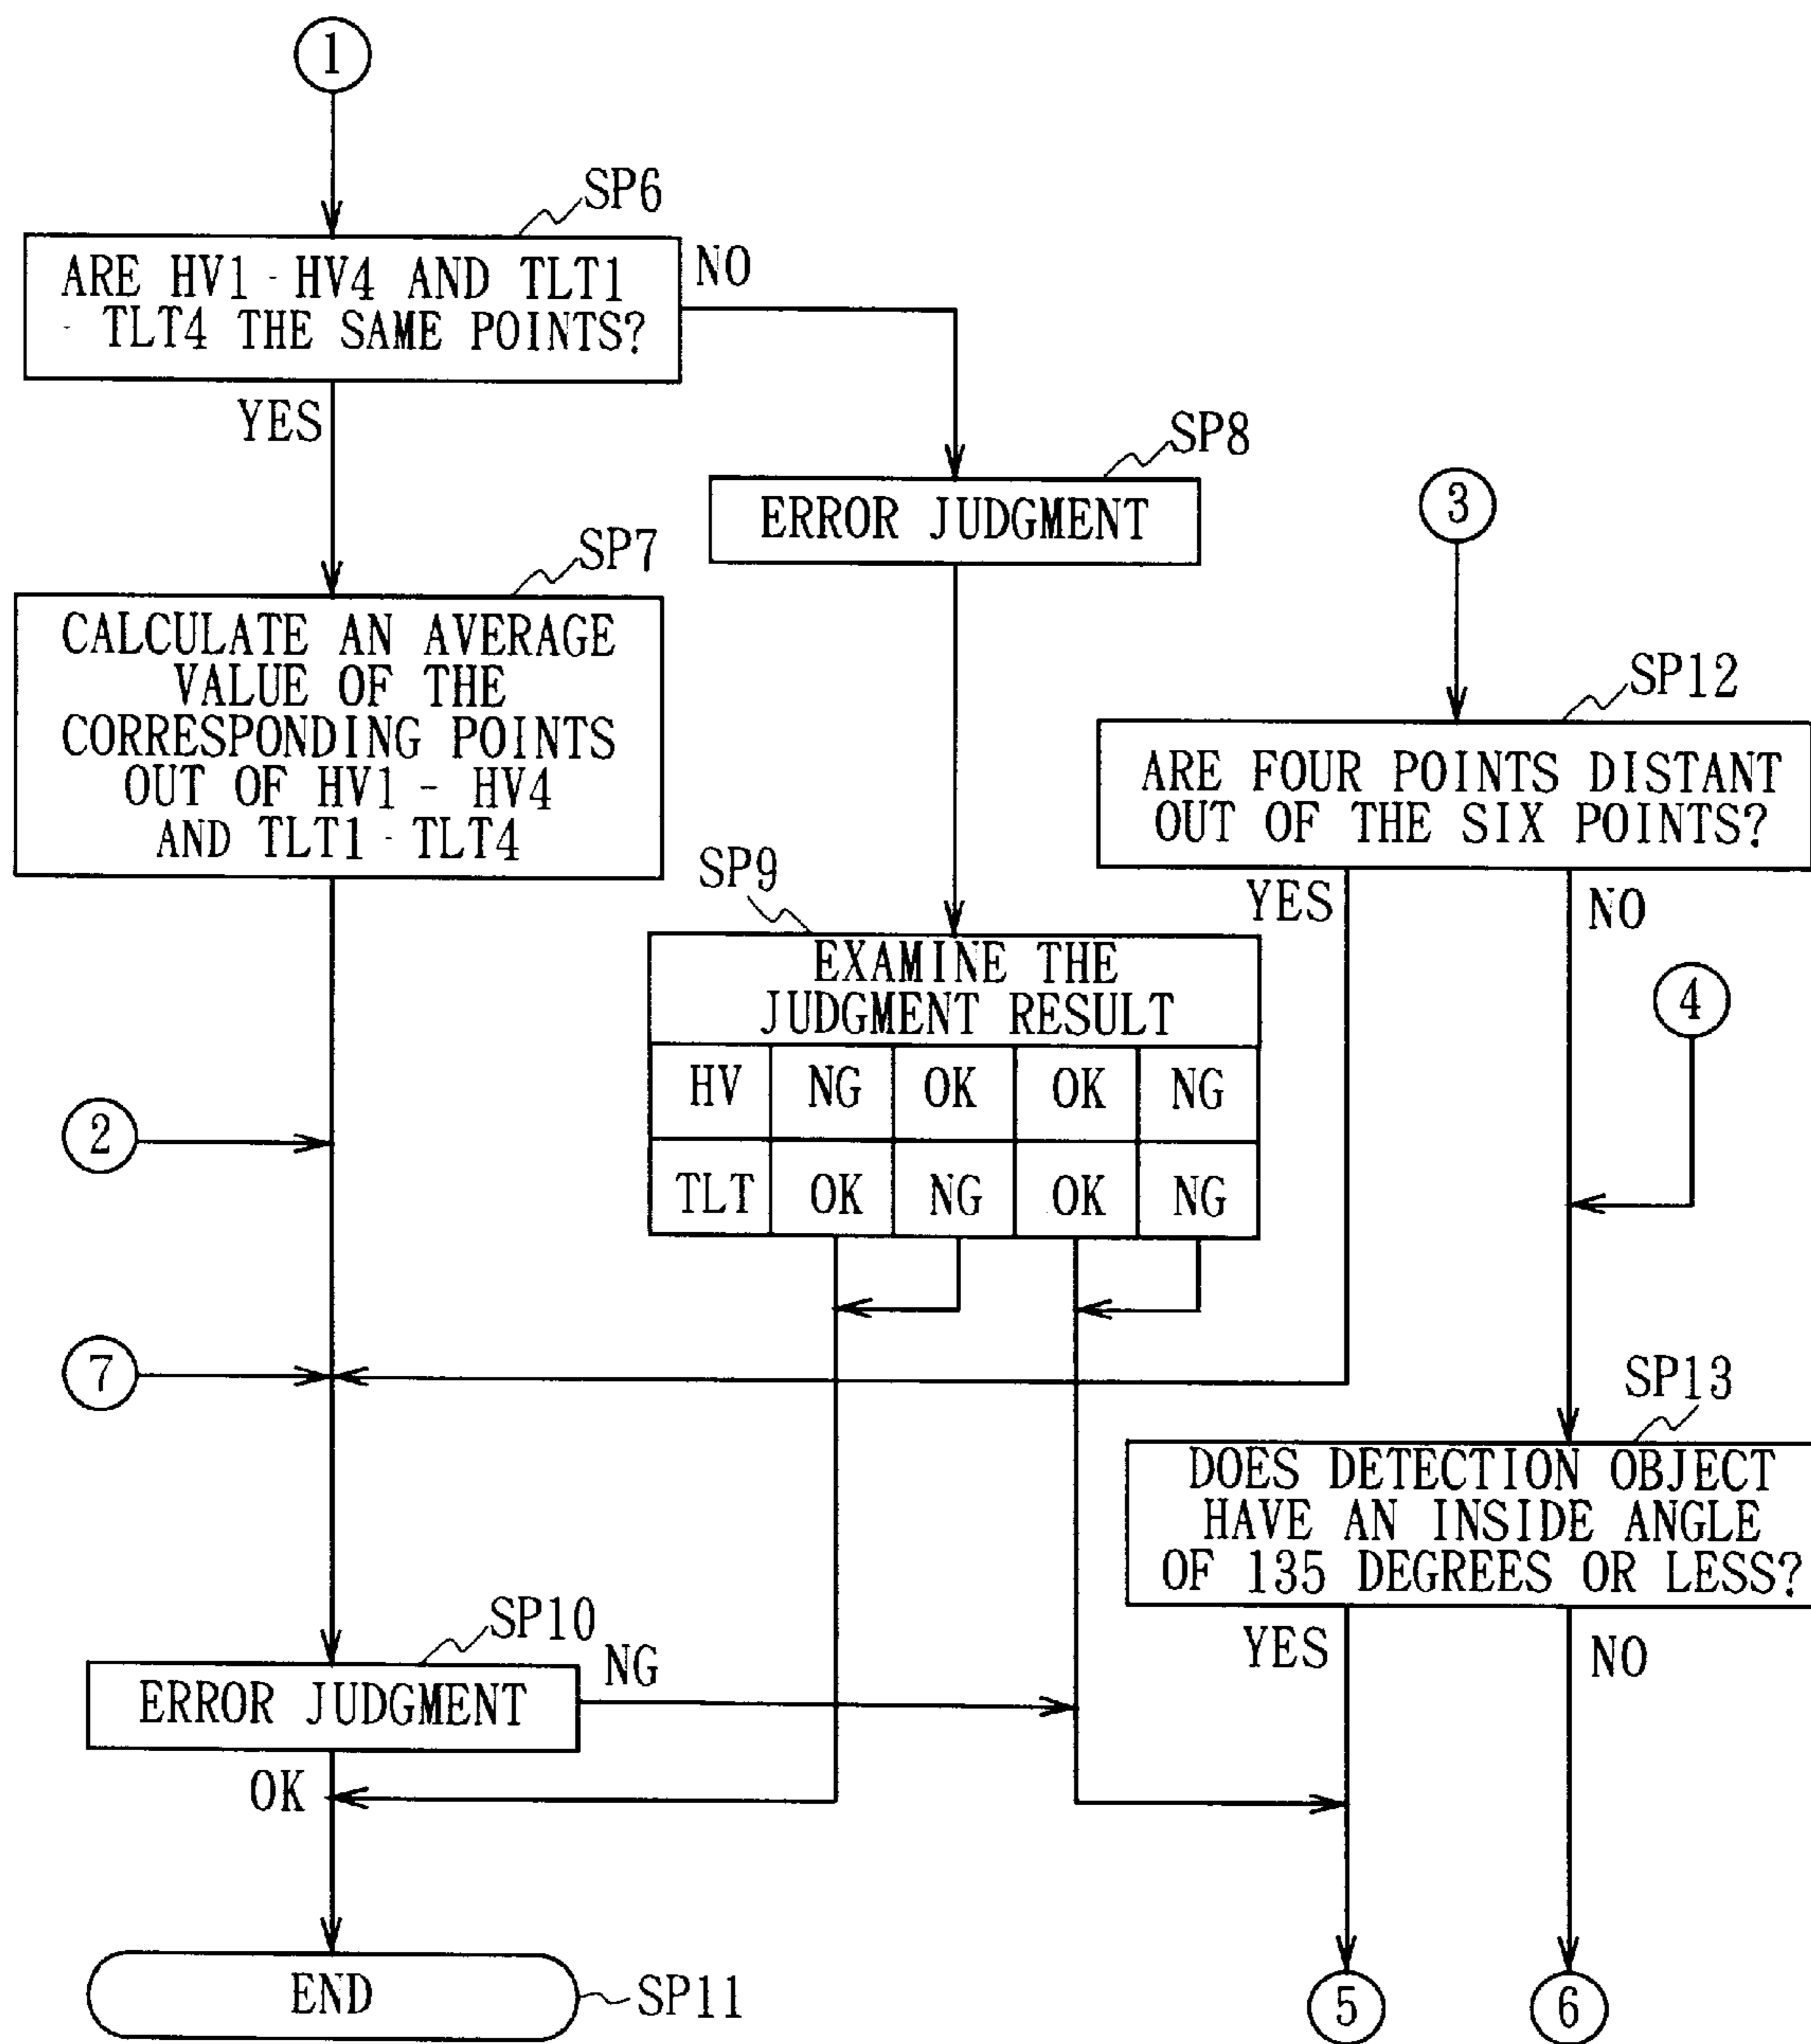 1
SP6
ARE HV1 - HV4 AND TLT1
- TLT4 THE SAME POINTS?
NO
YES
SP8
ERROR JUDGMENT
3
SP7
CALCULATE AN AVERAGE
VALUE OF THE
CORRESPONDING POINTS
OUT OF HV1 - HV4
AND TLT1 - TLT4
SP12
ARE FOUR POINTS DISTANT
OUT OF THE SIX POINTS?
YES
NO
SP9
EXAMINE THE
JUDGMENT RESULT
HV NG OK OK NG
TLT OK NG OK NG
4
2
7
SP13
DOES DETECTION OBJECT
HAVE AN INSIDE ANGLE
OF 135 DEGREES OR LESS?
YES
NO
SP10
ERROR JUDGMENT
NG
OK
END
SP11
5
6